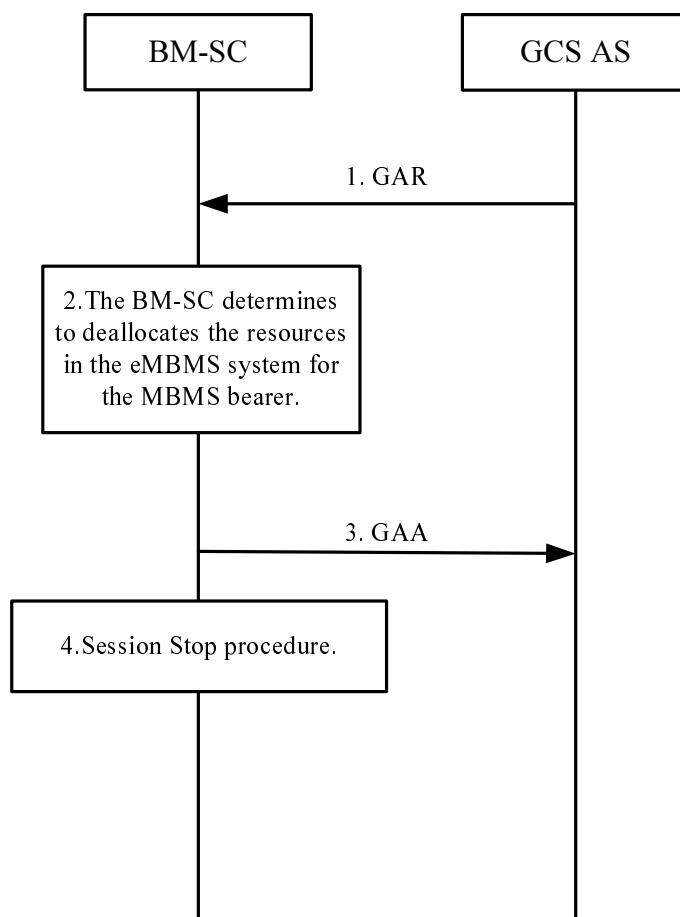 BM-SC
GCS AS
1. GAR
2.The BM-SC determines
to deallocates the resources
in the eMBMS system for
the MBMS bearer.
3. GAA
4.Session Stop procedure.